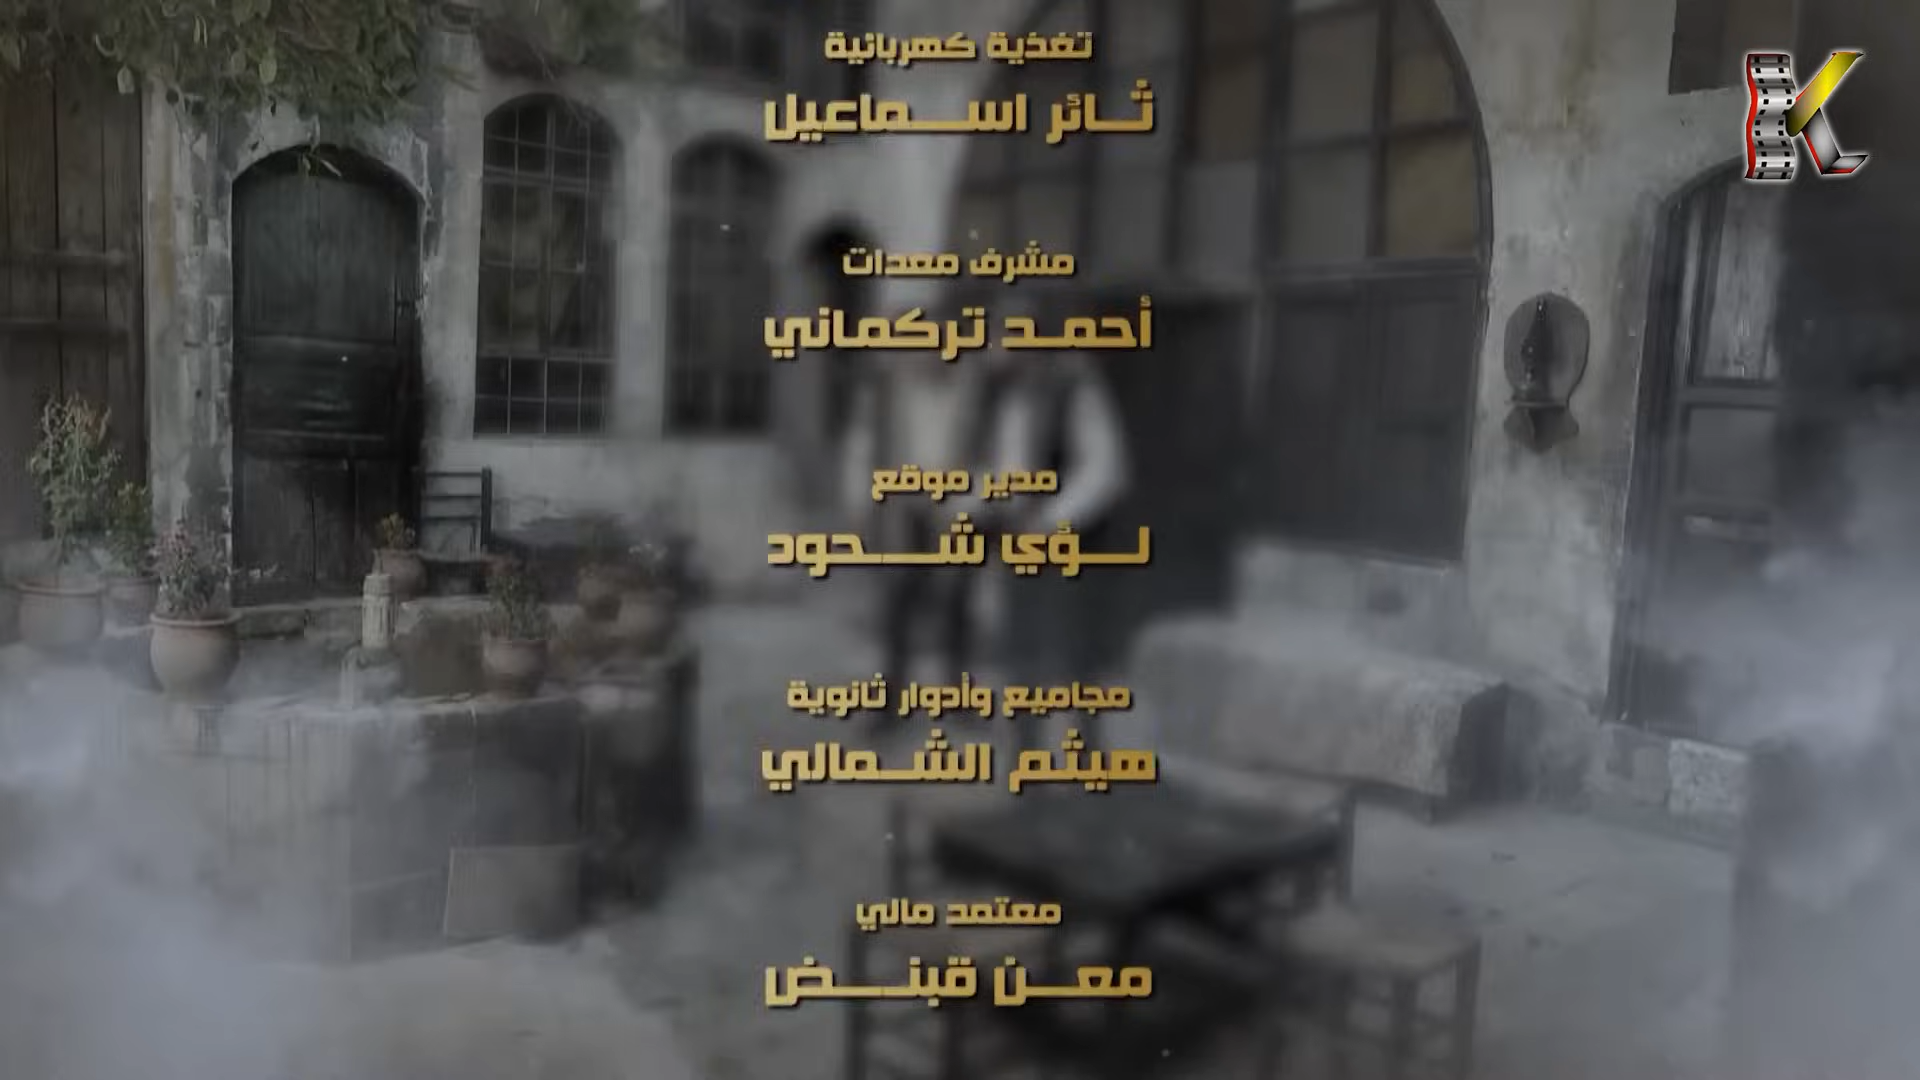 تغذية كهربائية
ثائر اسماعيل
مشرف معدات
أحمد تركماني
مدير موقع
لؤي شحود
مجاميع وأدوار ثانوية
هيثم الشمالي
معتمد مالي
معن قبنض
K